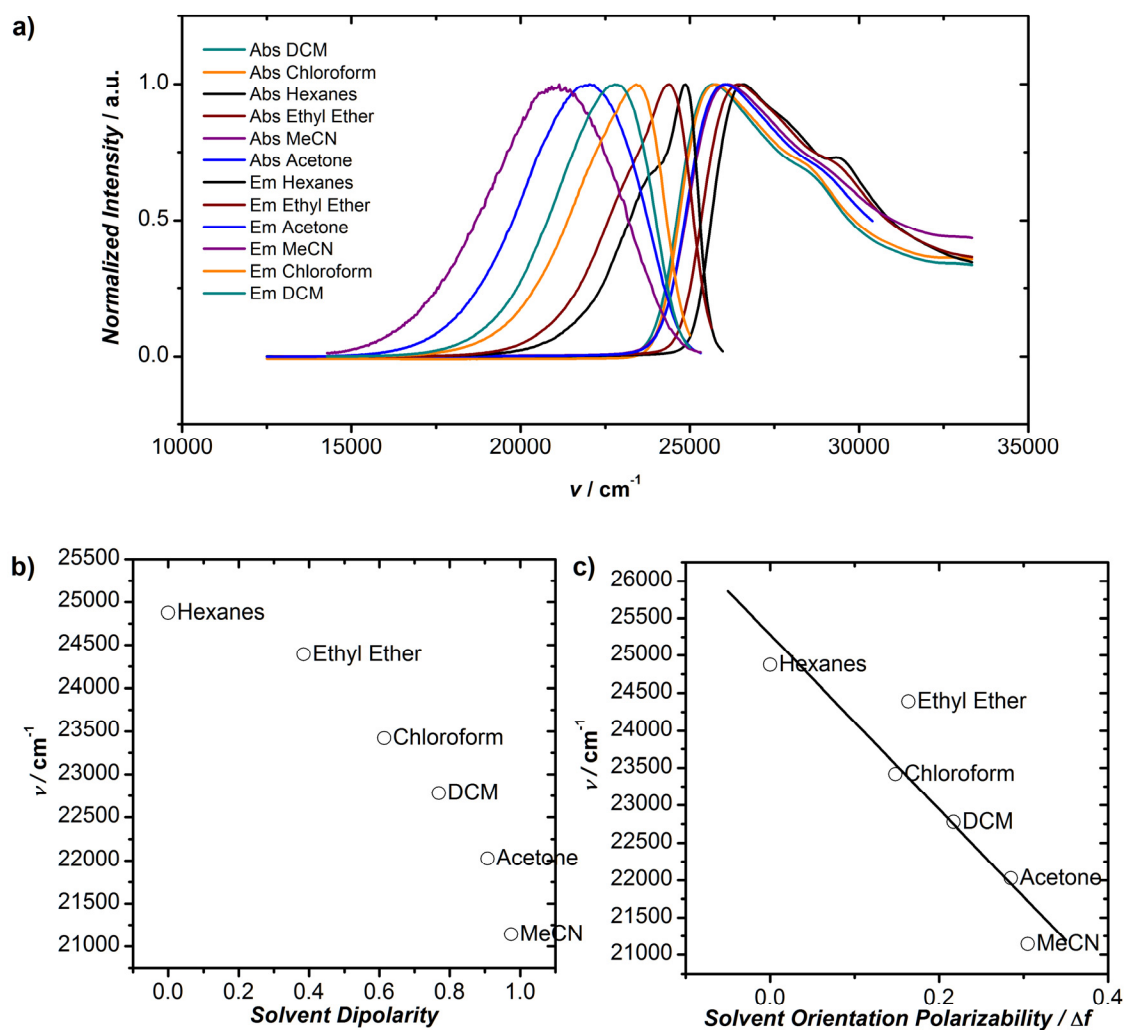 a)
Abs DCM
Abs Chloroform
Abs Hexanes
Abs Ethyl Ether
Abs MeCN
Abs Acetone
Em Hexanes
Em Ethyl Ether
Em Acetone
Em MeCN
Em Chloroform
Em DCM
Normalized Intensity / a.u.
1.0
0.5
0.0
10000 15000 20000 25000 30000 35000
ν / cm-1
b)
ν / cm-1
25500
25000
24500
24000
23500
23000
22500
22000
21500
21000
Hexanes
Ethyl Ether
Chloroform
DCM
Acetone
MeCN
0.0 0.2 0.4 0.6 0.8 1.0
Solvent Dipolarity
c)
ν / cm-1
26000
25500
25000
24500
24000
23500
23000
22500
22000
21500
21000
Hexanes
Ethyl Ether
Chloroform
DCM
Acetone
MeCN
0.0 0.2 0.4
Solvent Orientation Polarizability / Δf